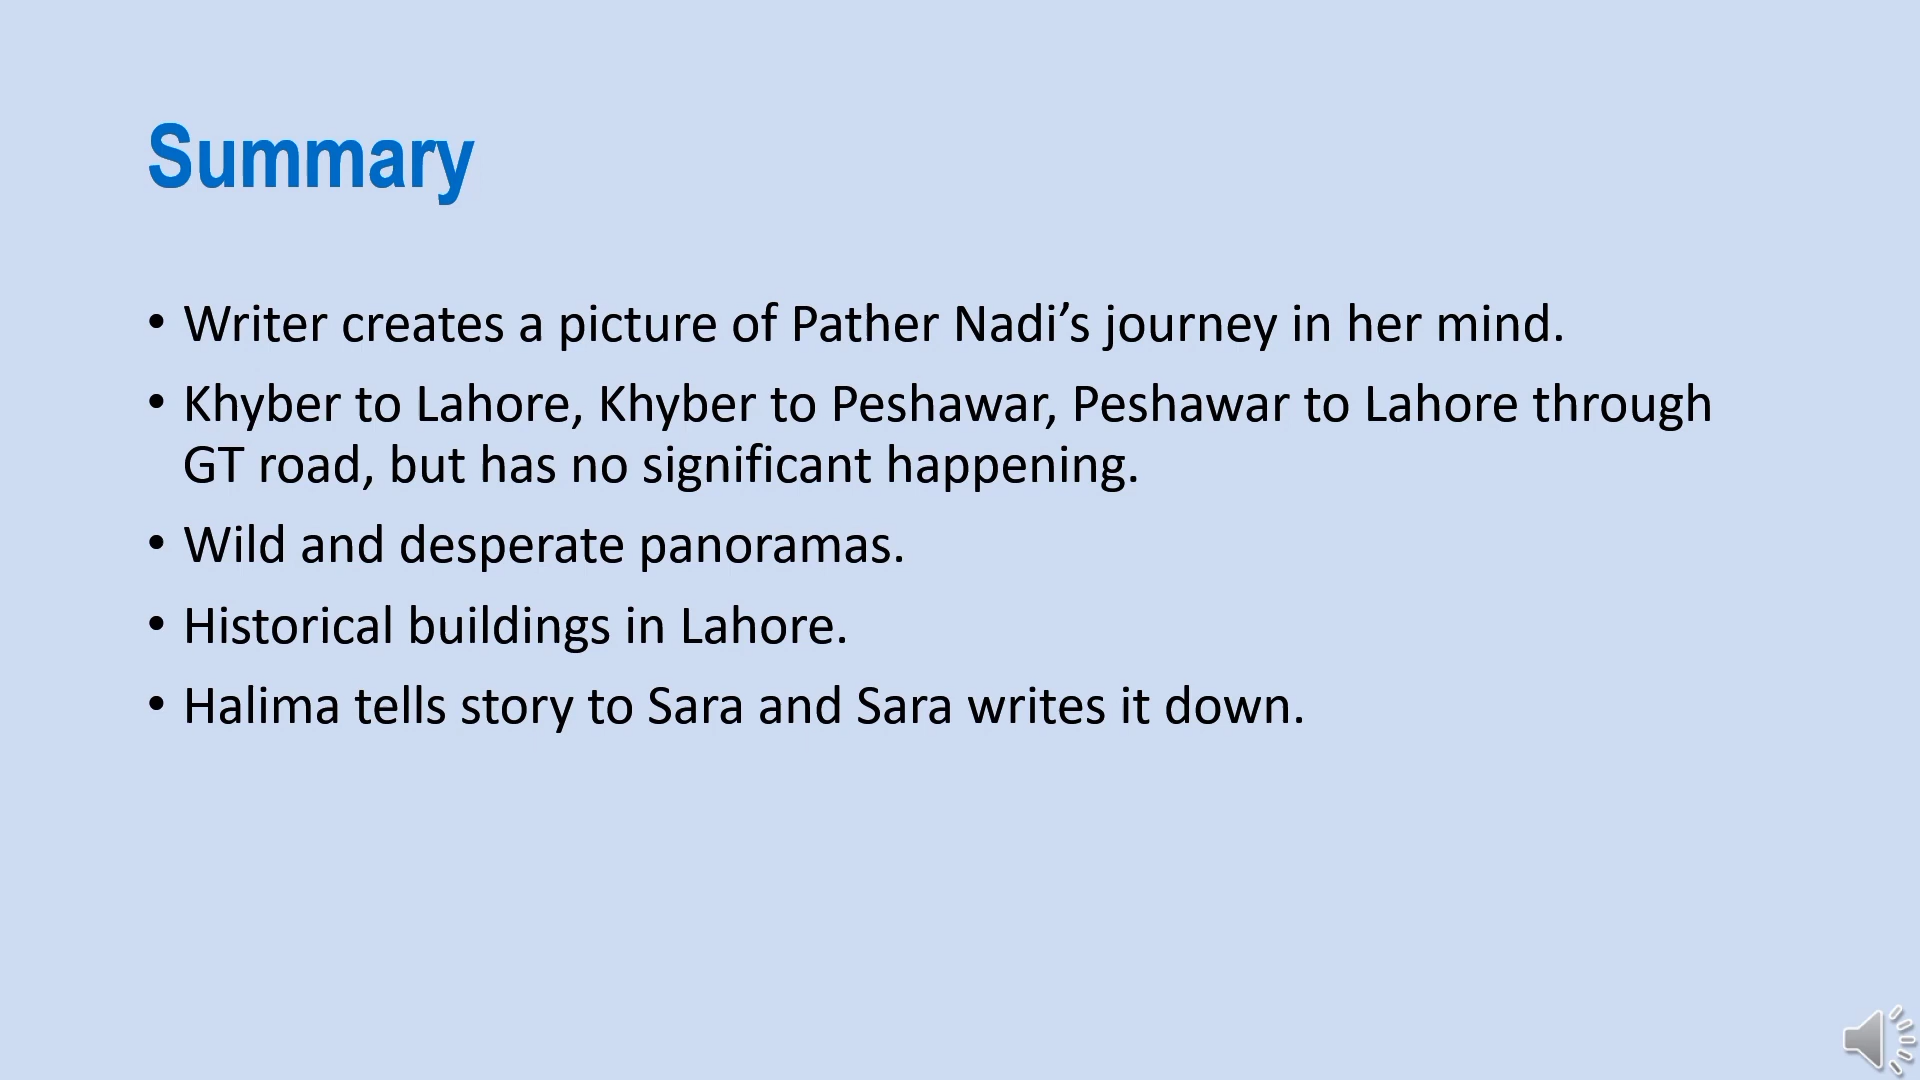 Summary
• Writer creates a picture of Pather Nadi’s journey in her mind.
• Khyber to Lahore, Khyber to Peshawar, Peshawar to Lahore through
GT road, but has no significant happening.
• Wild and desperate panoramas.
• Historical buildings in Lahore.
• Halima tells story to Sara and Sara writes it down.